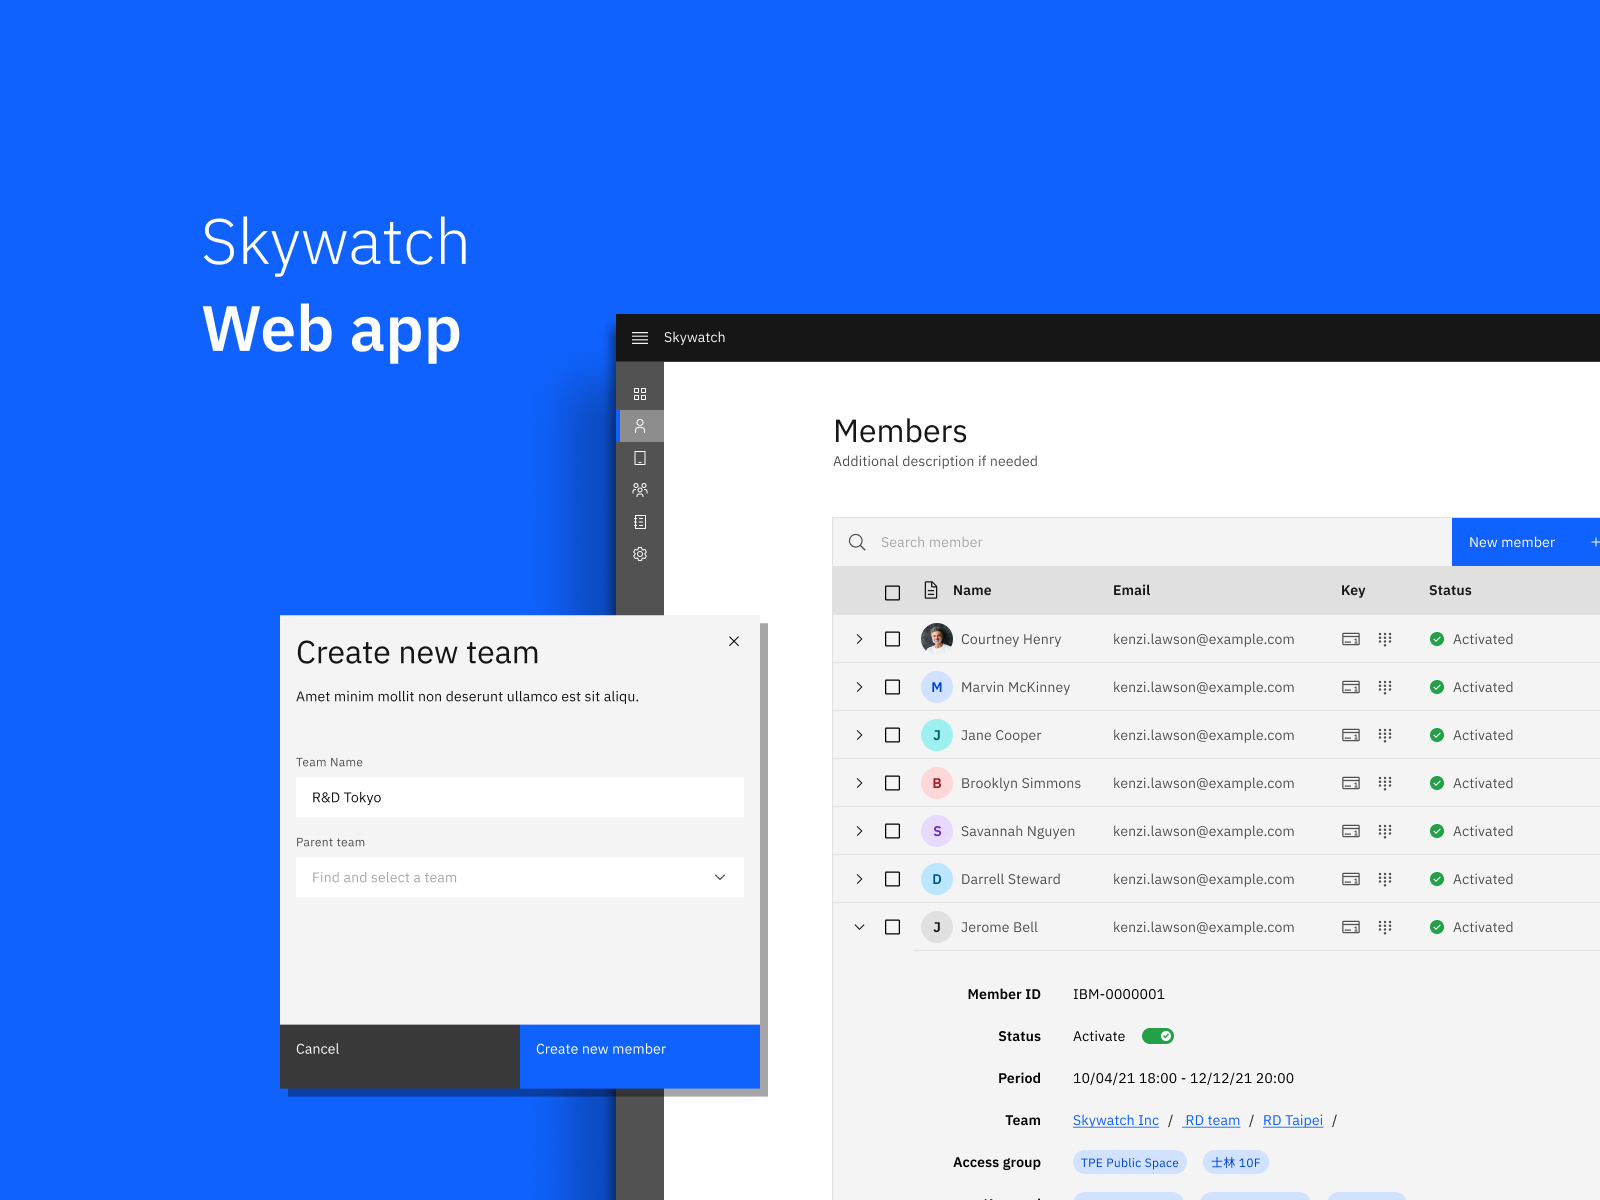 Skywatch
Web app
Skywatch
Members
Additional description if needed
Search member
New member +
Name Email Key Status
Courtney Henry kenzi.lawson@example.com Activated
M Marvin McKinney kenzi.lawson@example.com Activated
J Jane Cooper kenzi.lawson@example.com Activated
B Brooklyn Simmons kenzi.lawson@example.com Activated
S Savannah Nguyen kenzi.lawson@example.com Activated
D Darrell Steward kenzi.lawson@example.com Activated
J Jerome Bell kenzi.lawson@example.com Activated
Member ID IBM-0000001
Status Activate
Period 10/04/21 18:00 - 12/12/21 20:00
Team Skywatch Inc / RD team / RD Taipei /
Access group TPE Public Space 士林 10F
Create new team
Amet minim mollit non deserunt ullamco est sit aliqu.
Team Name
R&D Tokyo
Parent team
Find and select a team
Cancel
Create new member